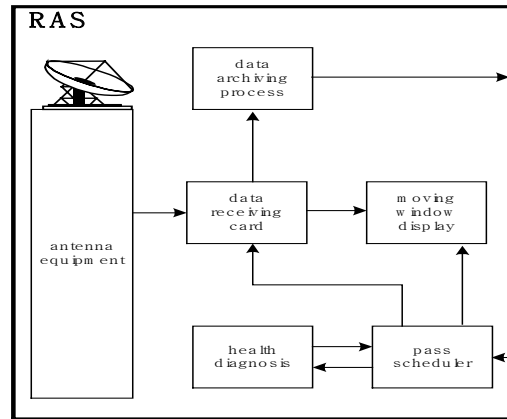 RAS
data
archiving
process
data
receiving
card
moving
window
display
antenna
equipment
health
diagnosis
pass
scheduler